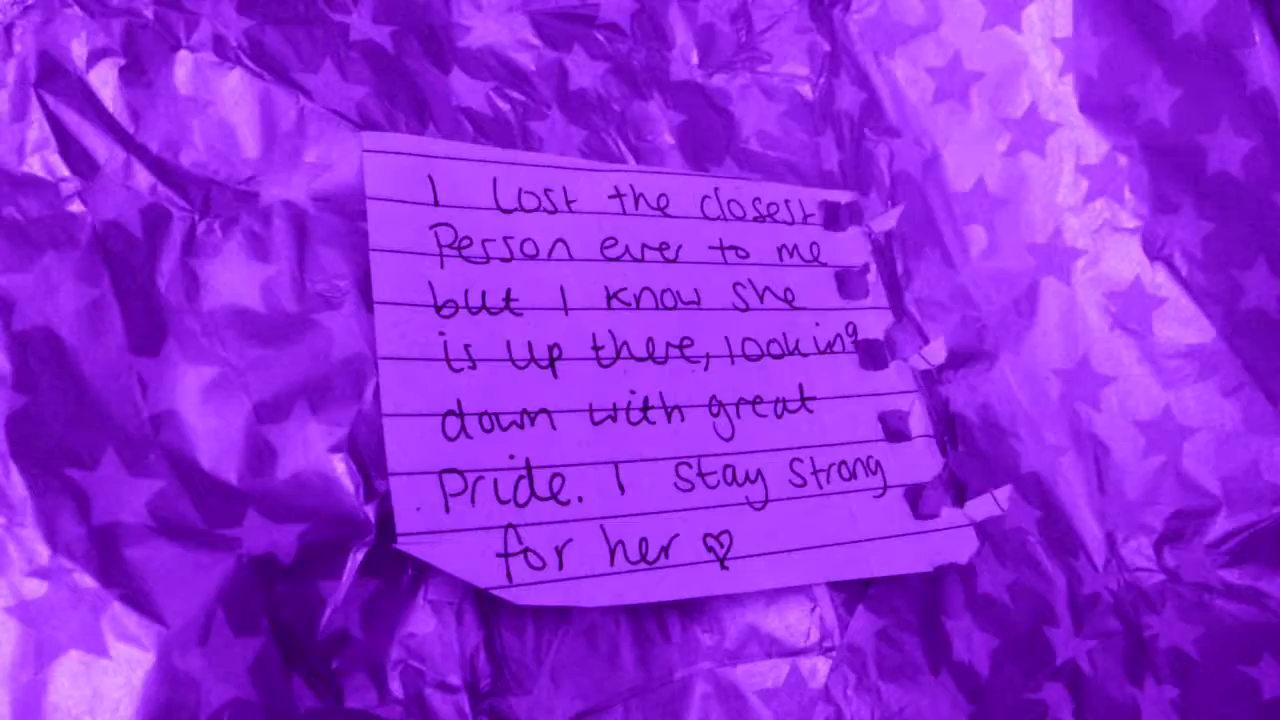 I lost the closest
Person ever to me
but I know she
is up there, looking
down with great
Pride. I stay strong
for her ♡